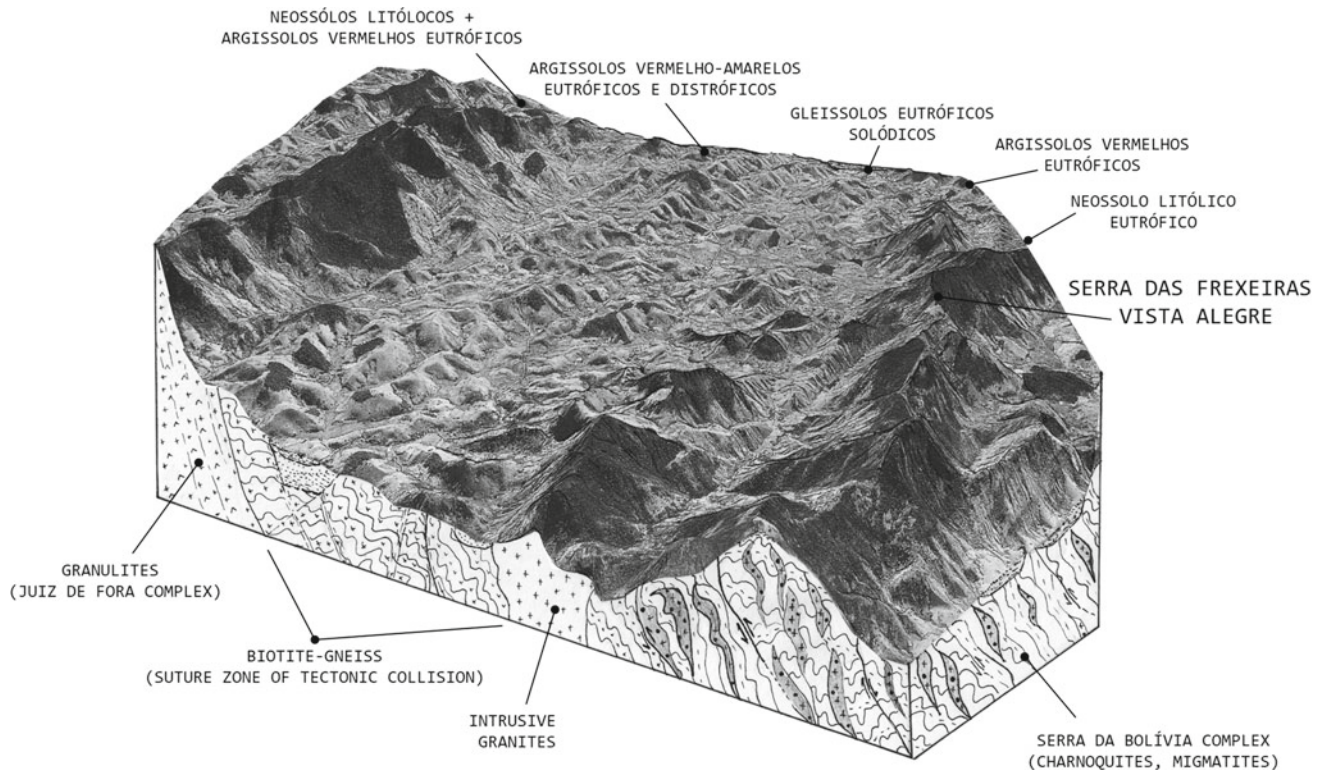 NEOSSÓLOS LITÓLOCOS +
ARGISSOLOS VERMELHOS EUTRÓFICOS
ARGISSOLOS VERMELHO-AMARELOS
EUTRÓFICOS E DISTRÓFICOS
GLEISSOLOS EUTRÓFICOS
SOLÓDICOS
ARGISSOLOS VERMELHOS
EUTRÓFICOS
NEOSSOLO LITÓLICO
EUTRÓFICO
SERRA DAS FREXEIRAS
VISTA ALEGRE
GRANULITES
(JUIZ DE FORA COMPLEX)
BIOTITE-GNEISS
(SUTURE ZONE OF TECTONIC COLLISION)
INTRUSIVE
GRANITES
SERRA DA BOLÍVIA COMPLEX
(CHARNOQUITES, MIGMATITES)